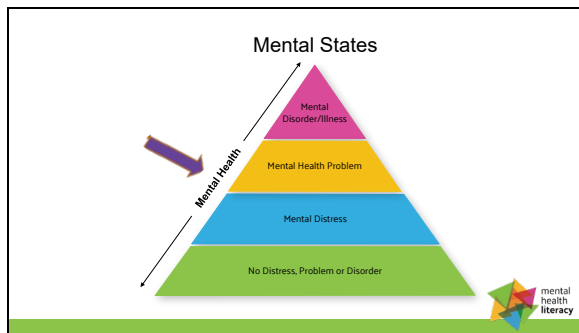 Mental States
Mental
Disorder/Illness
Mental Health Problem
Mental Health
Mental Distress
No Distress, Problem or Disorder
mental
health
literacy